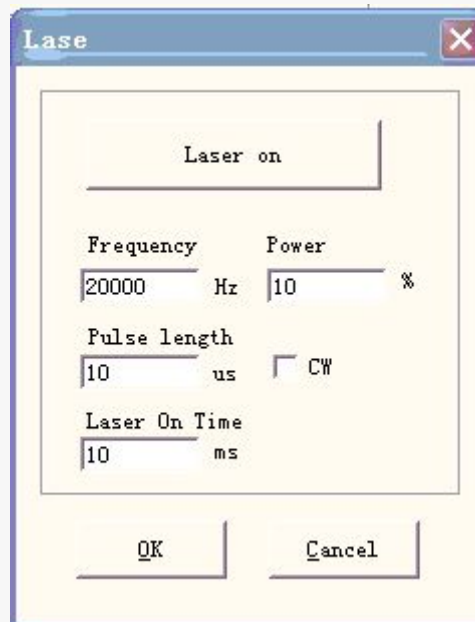 Lase
Laser on
Frequency Power
20000 Hz 10 %
Pulse length
10 us CW
Laser On Time
10 ms
OK Cancel